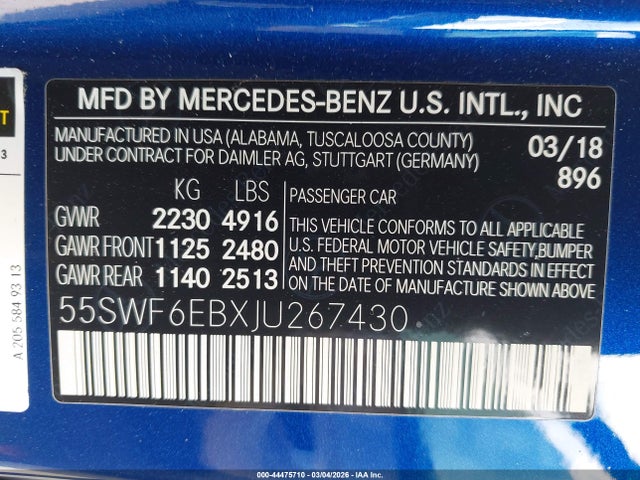 MFD BY MERCEDES-BENZ U.S. INTL., INC
MANUFACTURED IN USA (ALABAMA, TUSCALOOSA COUNTY)
UNDER CONTRACT FOR DAIMLER AG, STUTTGART (GERMANY)
03/18
896
KG LBS
GWR 2230 4916
GAWR FRONT 1125 2480
GAWR REAR 1140 2513
PASSENGER CAR
THIS VEHICLE CONFORMS TO ALL APPLICABLE
U.S. FEDERAL MOTOR VEHICLE SAFETY, BUMPER
AND THEFT PREVENTION STANDARDS IN EFFECT
ON THE DATE OF MANUFACTURE SHOWN ABOVE.
55SWF6EBXJU267430
A 205 584 93 13
000-44475710 - 03/04/2026 - IAA Inc.